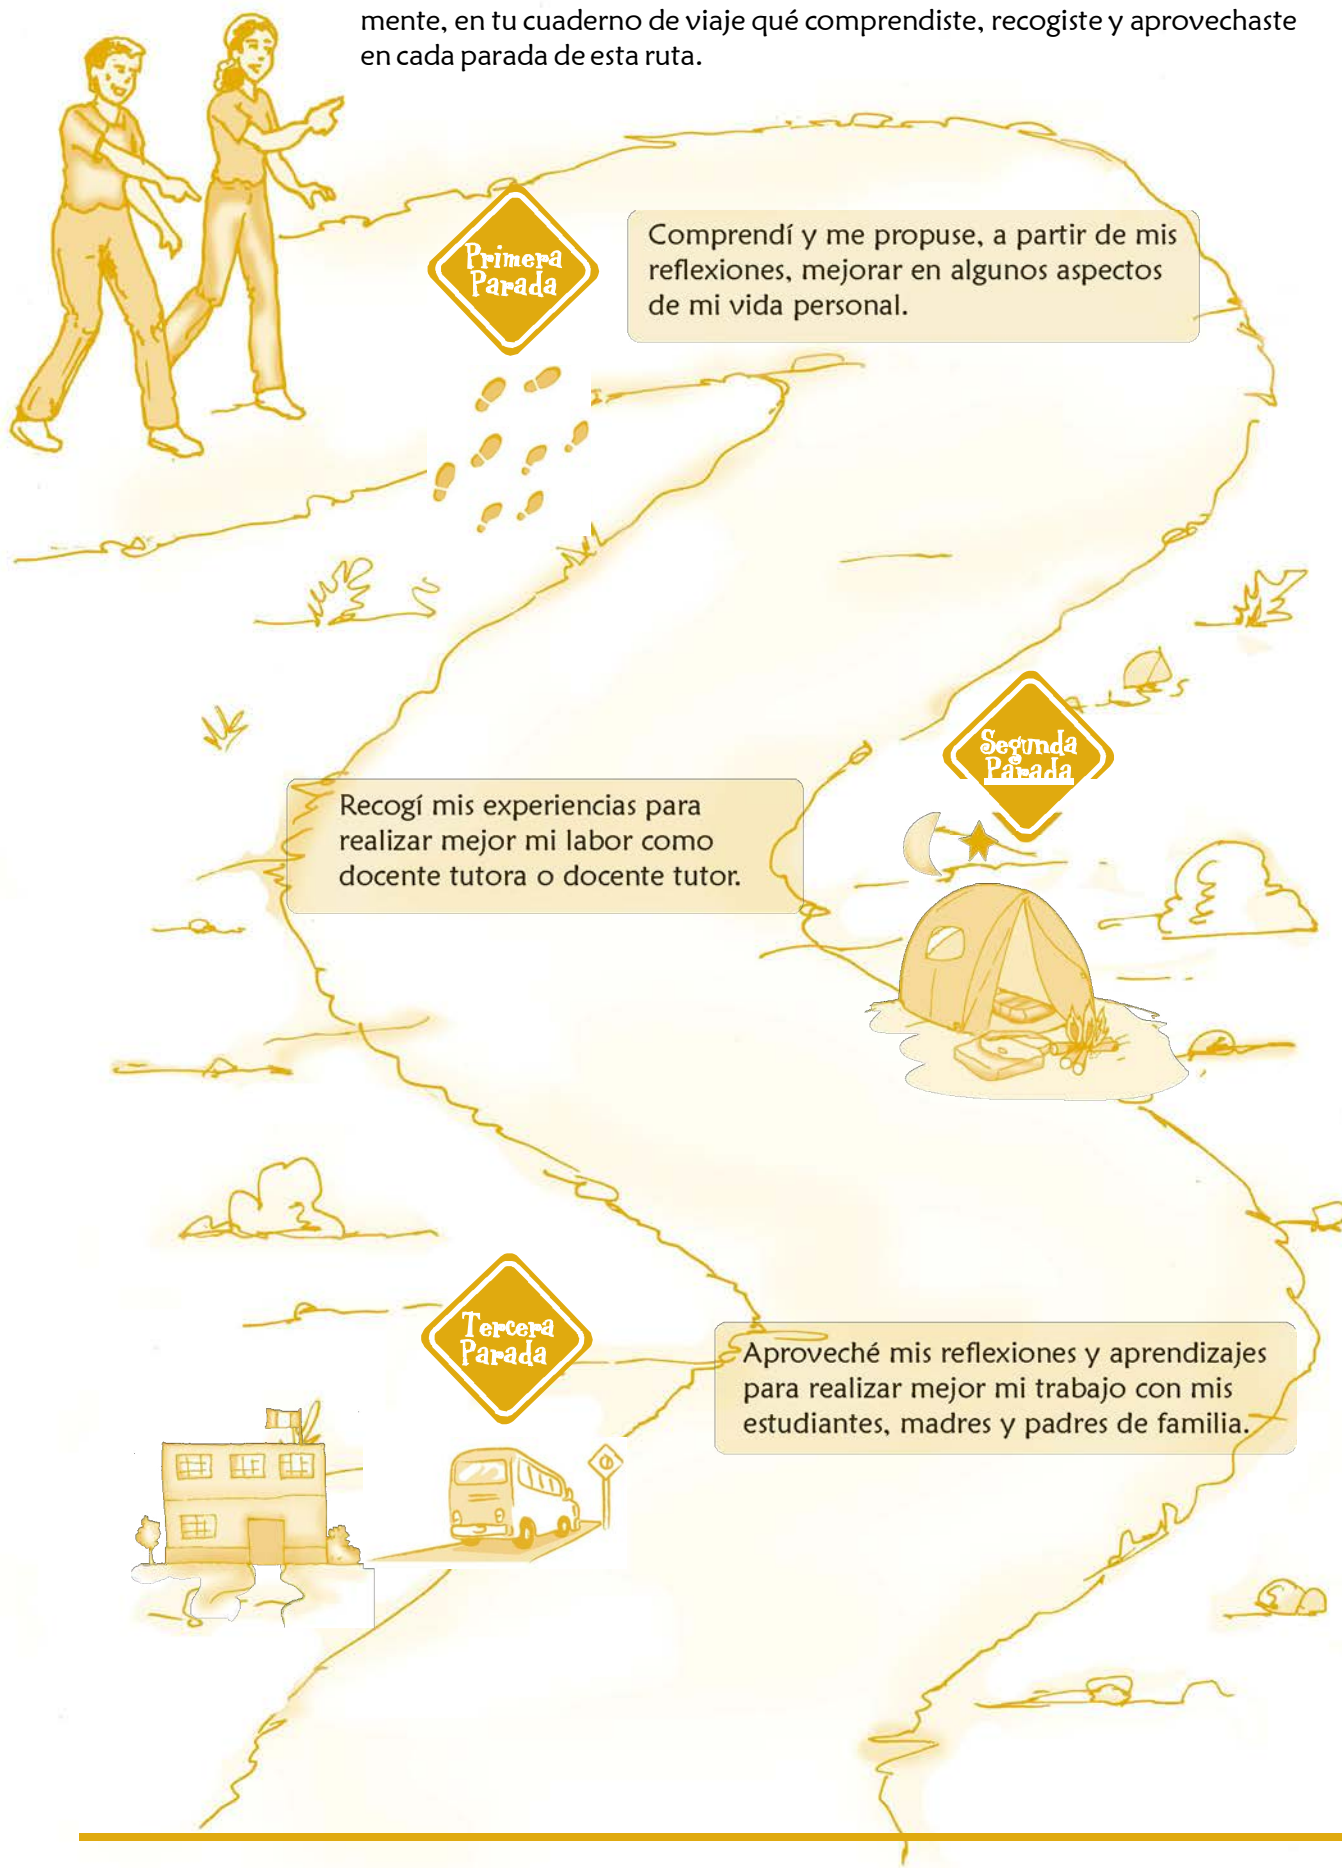 mente, en tu cuaderno de viaje qué comprendiste, recogiste y aprovechaste
en cada parada de esta ruta.
Primera
Parada
Comprendí y me propuse, a partir de mis
reflexiones, mejorar en algunos aspectos
de mi vida personal.
Segunda
Parada
Recogí mis experiencias para
realizar mejor mi labor como
docente tutora o docente tutor.
Tercera
Parada
Aproveché mis reflexiones y aprendizajes
para realizar mejor mi trabajo con mis
estudiantes, madres y padres de familia.